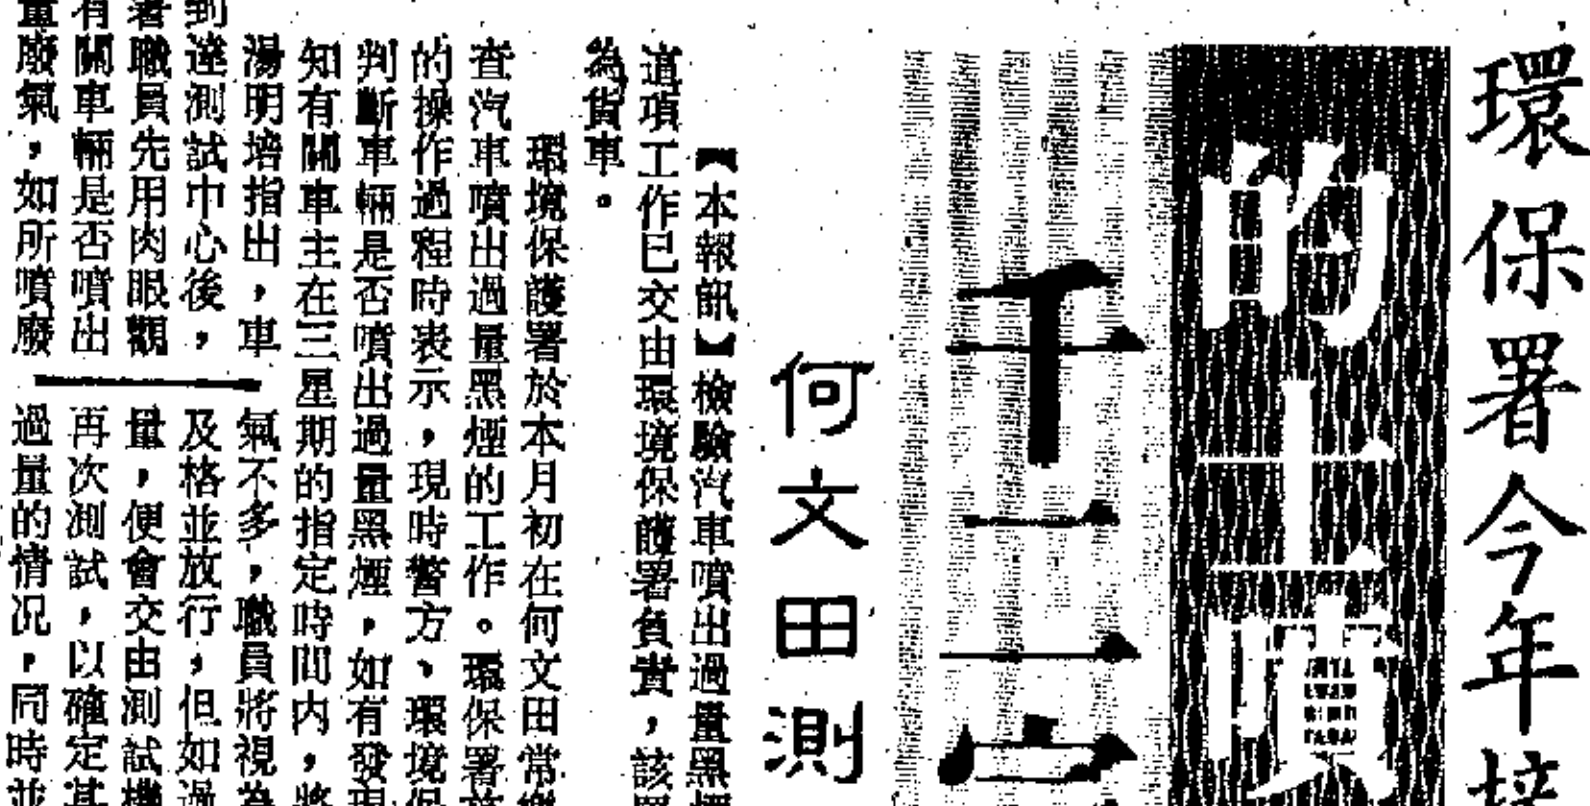 環保署今年培
的士噴
千二
何文田測
【本報訊】檢驗汽車噴出過量黑煙
這項工作已交由環境保護署負責，該署
為貨車。
環境保護署於本月初在何文田常樂
查汽車噴出過量黑煙的工作。環保署
的操作過程時表示，現時警方、環境保
判斷車輛是否噴出過量黑煙，如有發現
知有關車主在三星期的指定時間內，將
湯明培指出，車
到達測試中心後，
署職員先用肉眼觀
有關車輛是否噴出
量廢氣，如所噴廢
氣不多，職員將視為
及格並放行，但如過
量，便會交由測試機
再次測試，以確定其
過量的情況，同時並